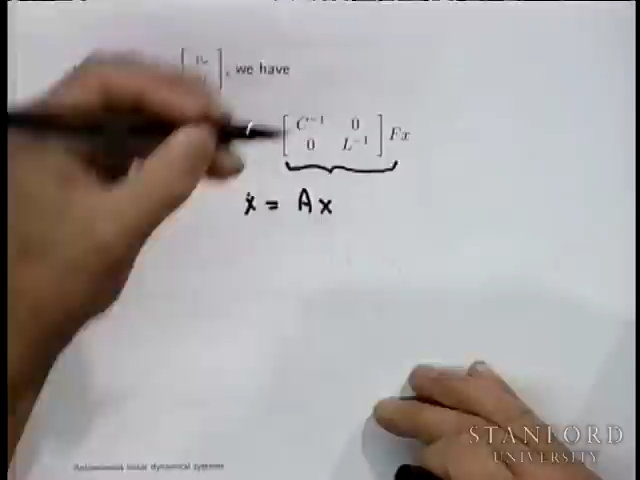 , we have
[ C⁻¹ 0
0 L⁻¹ ] Fx
ẋ = Ax
Autonomous linear dynamical systems
STANFORD
UNIVERSITY